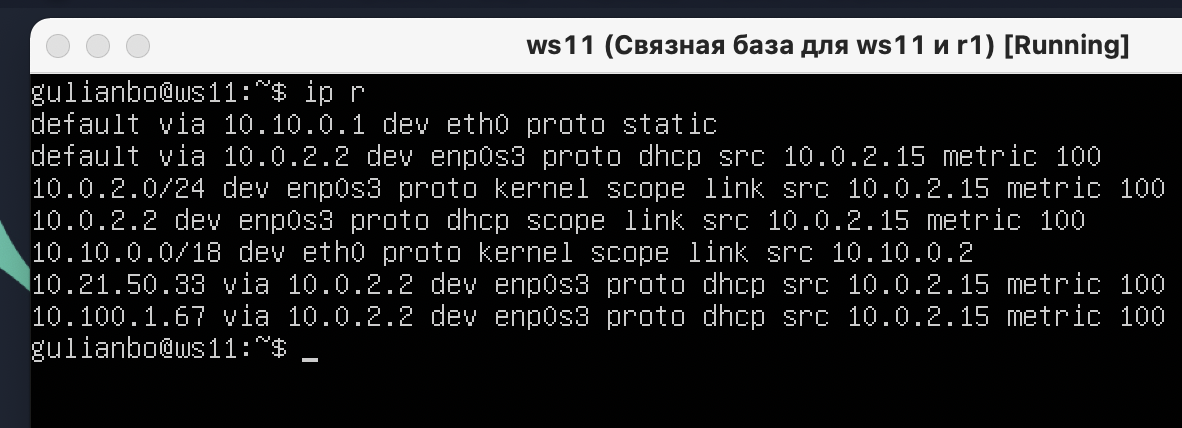 ws11 (Связная база для ws11 и r1) [Running]
gulianbo@ws11:~$ ip r
default via 10.10.0.1 dev eth0 proto static
default via 10.0.2.2 dev enp0s3 proto dhcp src 10.0.2.15 metric 100
10.0.2.0/24 dev enp0s3 proto kernel scope link src 10.0.2.15 metric 100
10.0.2.2 dev enp0s3 proto dhcp scope link src 10.0.2.15 metric 100
10.10.0.0/18 dev eth0 proto kernel scope link src 10.10.0.2
10.21.50.33 via 10.0.2.2 dev enp0s3 proto dhcp src 10.0.2.15 metric 100
10.100.1.67 via 10.0.2.2 dev enp0s3 proto dhcp src 10.0.2.15 metric 100
gulianbo@ws11:~$ _